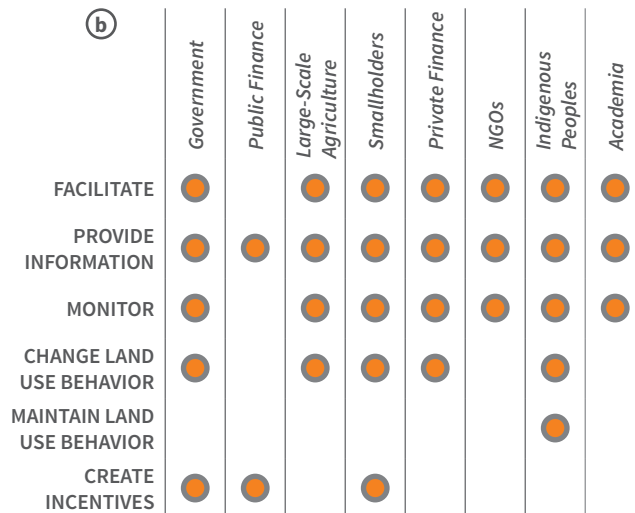 b
Government
Public Finance
Large-Scale
Agriculture
Smallholders
Private Finance
NGOs
Indigenous
Peoples
Academia
FACILITATE
PROVIDE
INFORMATION
MONITOR
CHANGE LAND
USE BEHAVIOR
MAINTAIN LAND
USE BEHAVIOR
CREATE
INCENTIVES